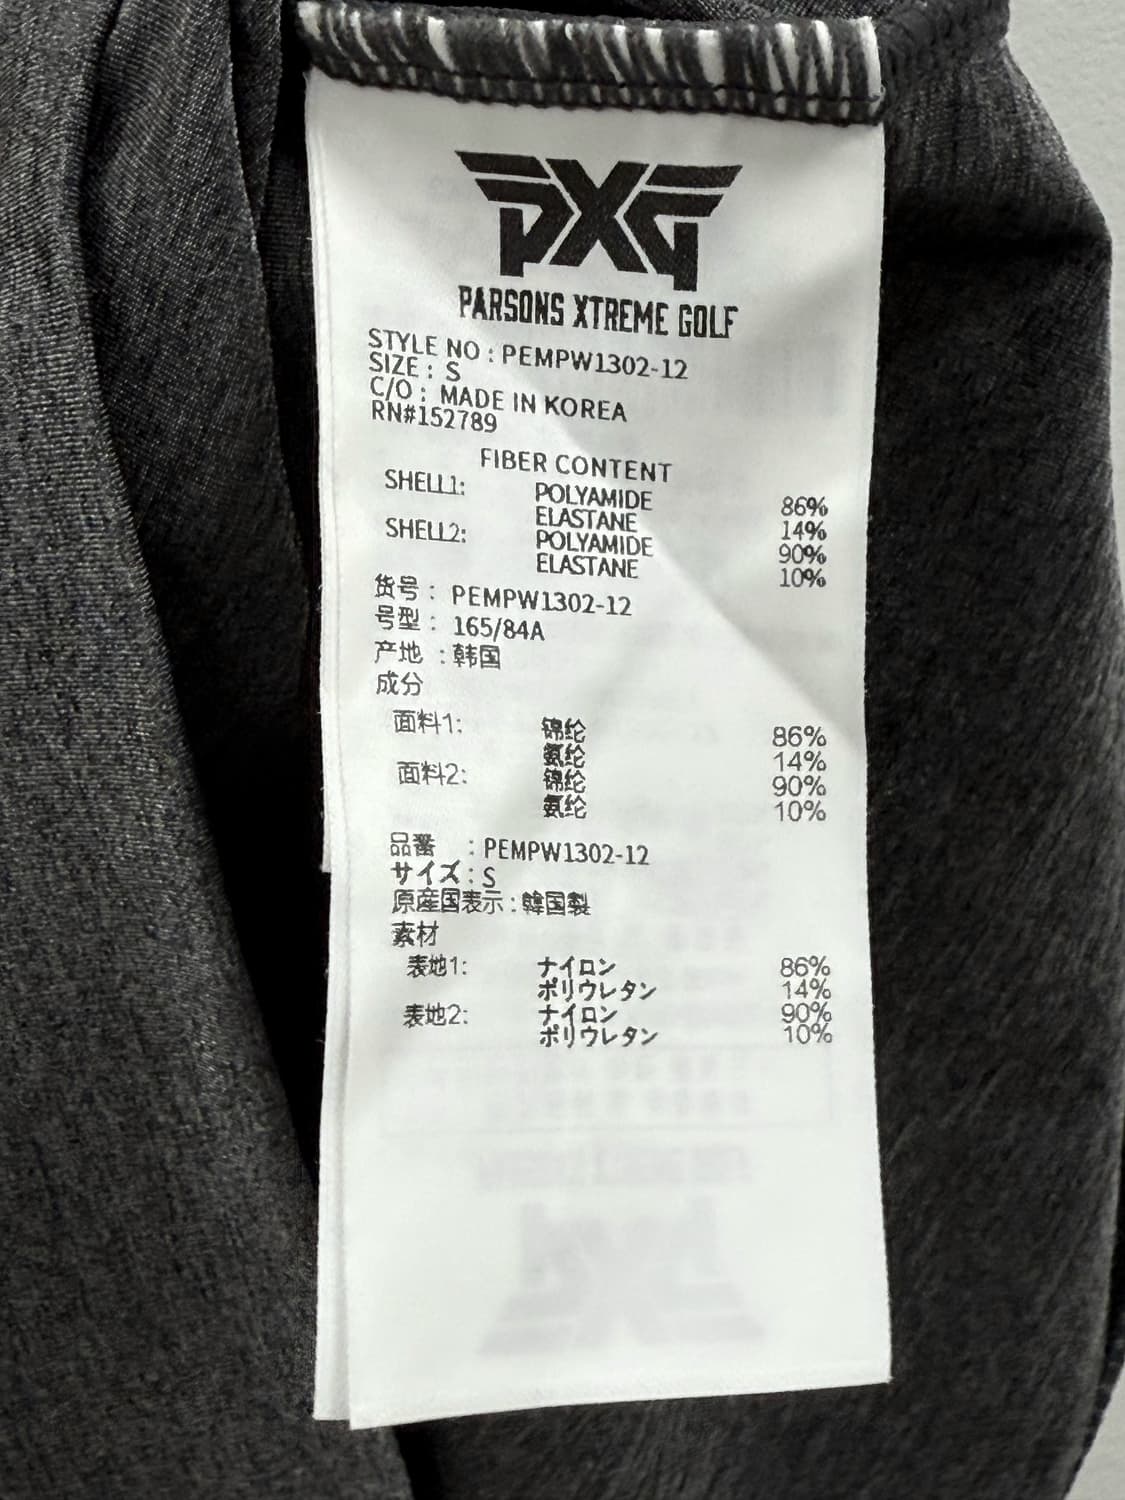 PXG
PARSONS XTREME GOLF
STYLE NO : PEMPW1302-12
SIZE : S
C/O : MADE IN KOREA
RN#152789
FIBER CONTENT
SHELL1: POLYAMIDE 86%
ELASTANE 14%
SHELL2: POLYAMIDE 90%
ELASTANE 10%
货号 : PEMPW1302-12
号型 : 165/84A
产地 : 韩国
成分
面料1: 锦纶 86%
氨纶 14%
面料2: 锦纶 90%
氨纶 10%
品番 : PEMPW1302-12
サイズ : S
原産国表示 : 韓国製
素材
表地1: ナイロン 86%
ポリウレタン 14%
表地2: ナイロン 90%
ポリウレタン 10%